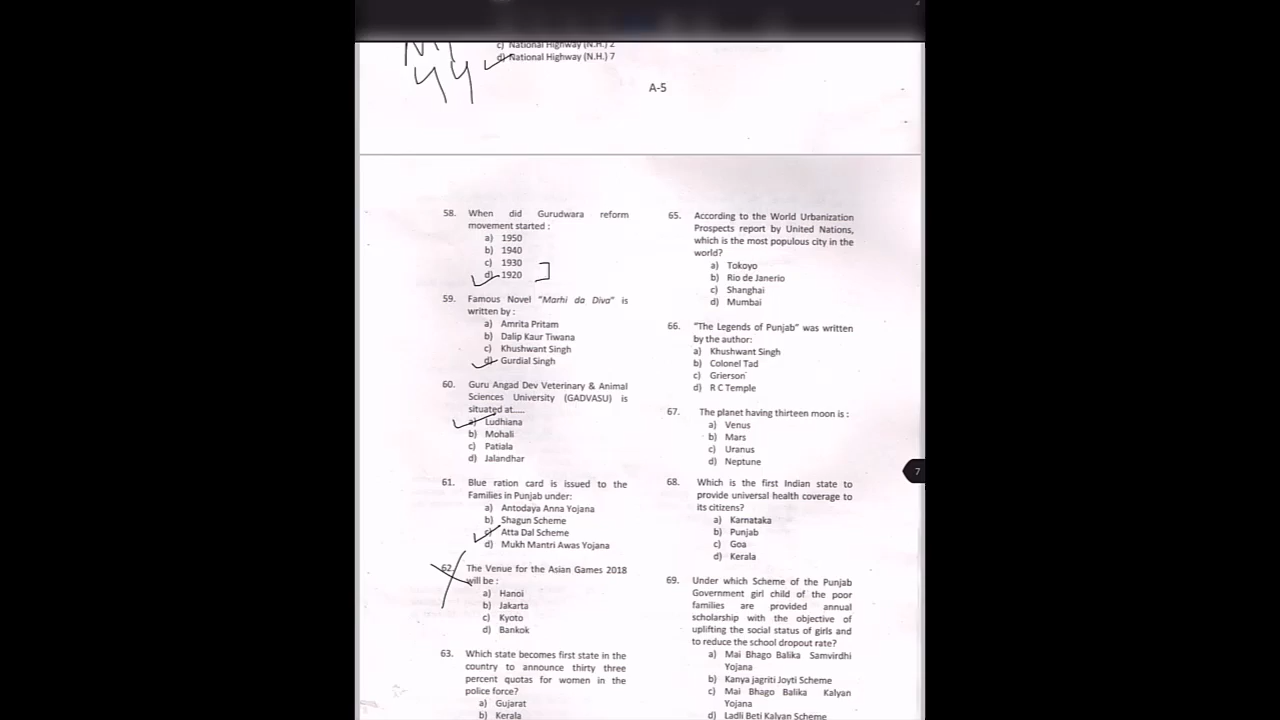 c) National Highway (N.H.) 2
d) National Highway (N.H.) 7
A-5
58. When did Gurudwara reform
movement started :
a) 1950
b) 1940
c) 1930
d) 1920
59. Famous Novel "Marhi da Diva" is
written by :
a) Amrita Pritam
b) Dalip Kaur Tiwana
c) Khushwant Singh
d) Gurdial Singh
60. Guru Angad Dev Veterinary & Animal
Sciences University (GADVASU) is
situated at.....
a) Ludhiana
b) Mohali
c) Patiala
d) Jalandhar
61. Blue ration card is issued to the
Families in Punjab under:
a) Antodaya Anna Yojana
b) Shagun Scheme
c) Atta Dal Scheme
d) Mukh Mantri Awas Yojana
62. The Venue for the Asian Games 2018
will be :
a) Hanoi
b) Jakarta
c) Kyoto
d) Bankok
63. Which state becomes first state in the
country to announce thirty three
percent quotas for women in the
police force?
a) Gujarat
b) Kerala
65. According to the World Urbanization
Prospects report by United Nations,
which is the most populous city in the
world?
a) Tokoyo
b) Rio de Janerio
c) Shanghai
d) Mumbai
66. "The Legends of Punjab" was written
by the author:
a) Khushwant Singh
b) Colonel Tad
c) Grierson
d) R C Temple
67. The planet having thirteen moon is :
a) Venus
b) Mars
c) Uranus
d) Neptune
68. Which is the first Indian state to
provide universal health coverage to
its citizens?
a) Karnataka
b) Punjab
c) Goa
d) Kerala
69. Under which Scheme of the Punjab
Government girl child of the poor
families are provided annual
scholarship with the objective of
uplifting the social status of girls and
to reduce the school dropout rate?
a) Mai Bhago Balika Samvirdhi
Yojana
b) Kanya jagriti Joyti Scheme
c) Mai Bhago Balika Kalyan
Yojana
d) Ladli Beti Kalyan Scheme
7